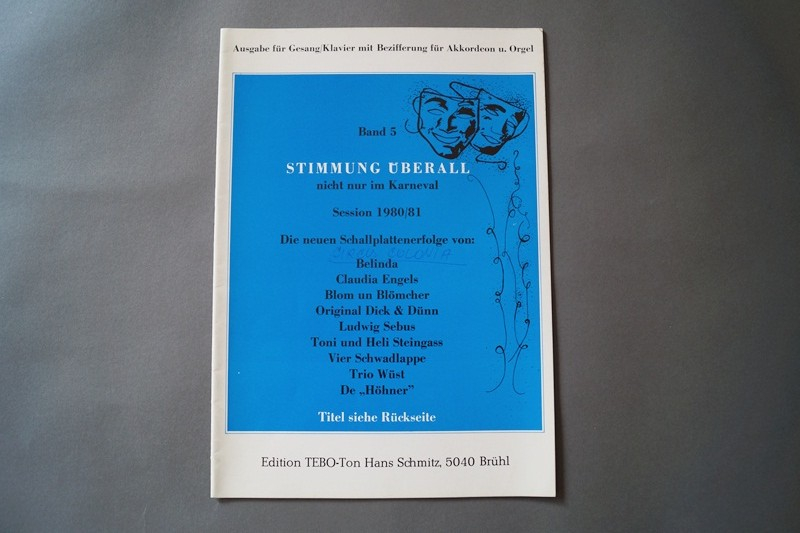 Ausgabe für Gesang/Klavier mit Bezifferung für Akkordeon u. Orgel
Band 5
STIMMUNG ÜBERALL
nicht nur im Karneval
Session 1980/81
Die neuen Schallplattenerfolge von:
COLONIA
Belinda
Claudia Engels
Blom un Blömcher
Original Dick & Dünn
Ludwig Sebus
Toni und Heli Steingass
Vier Schwadlappe
Trio Wüst
De „Höhner”
Titel siehe Rückseite
Edition TEBO-Ton Hans Schmitz, 5040 Brühl